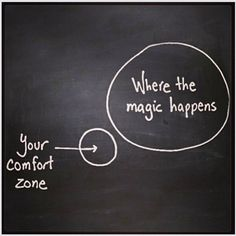 Where the
magic happens
Your
comfort
zone